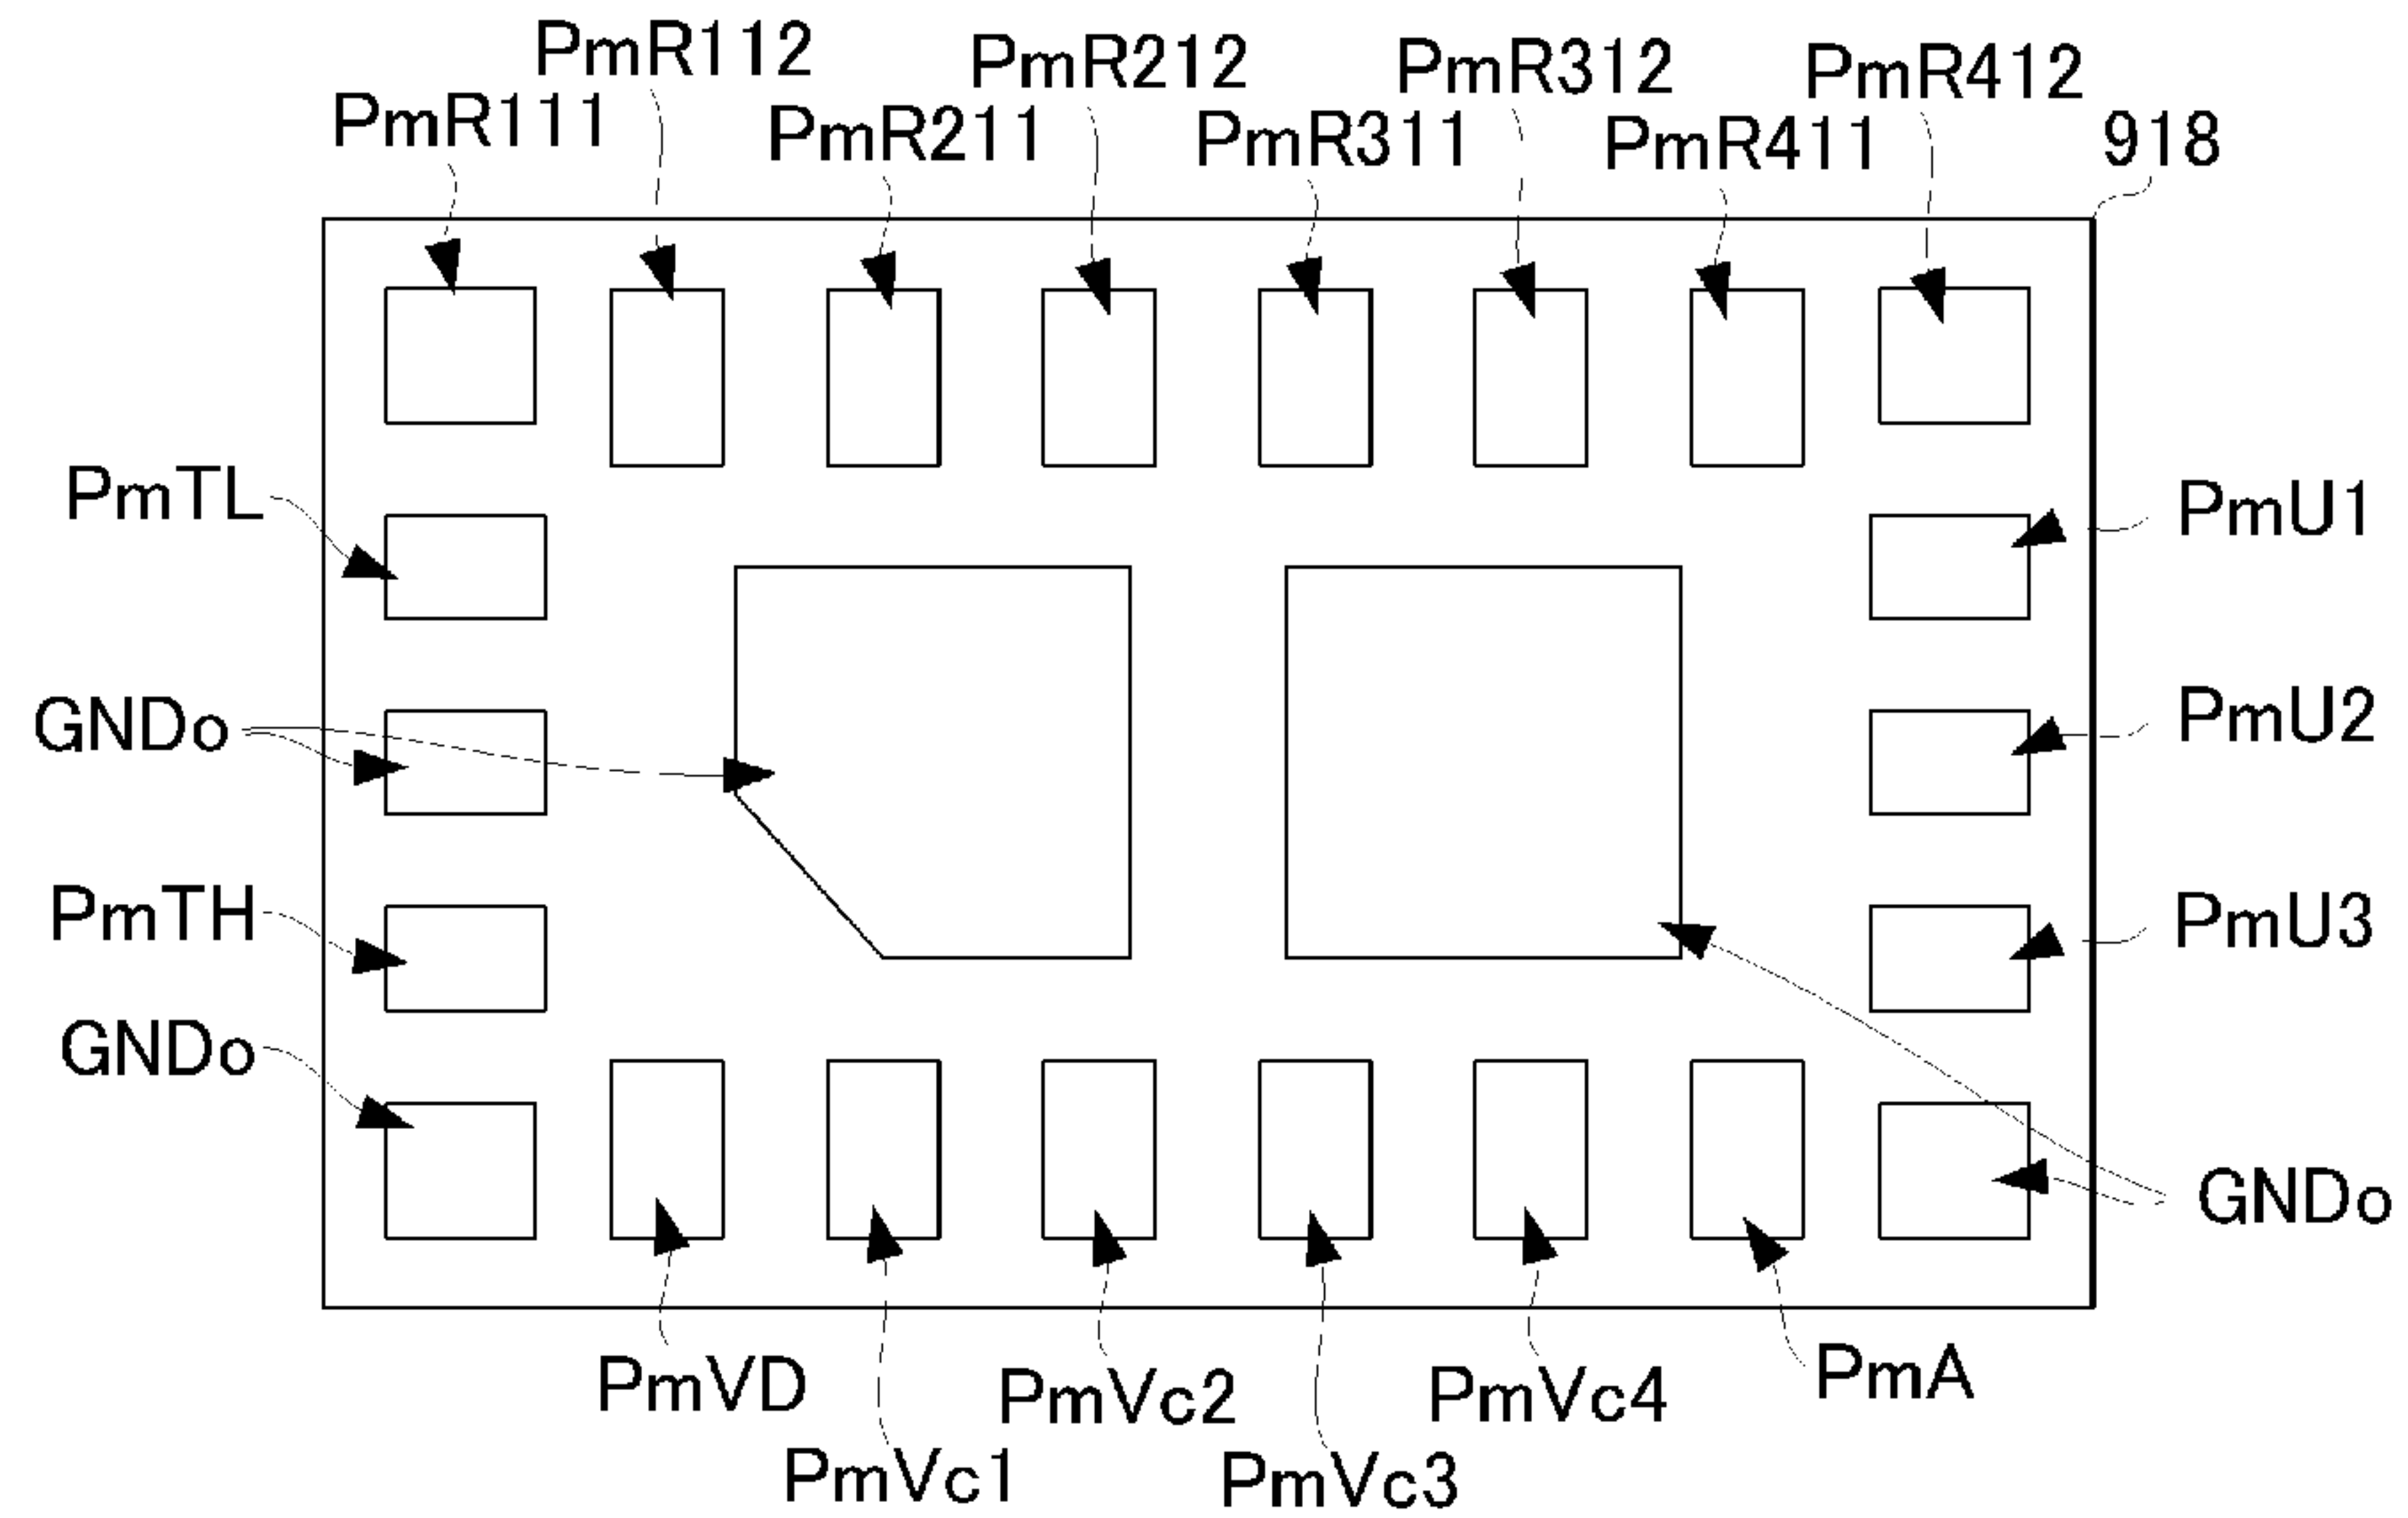 PmR112
PmR212
PmR312
PmR412
PmR111
PmR211
PmR311
PmR411
918
PmTL
PmU1
GNDo
PmU2
PmTH
PmU3
GNDo
GNDo
PmVD
PmVc2
PmVc4
PmA
PmVc1
PmVc3